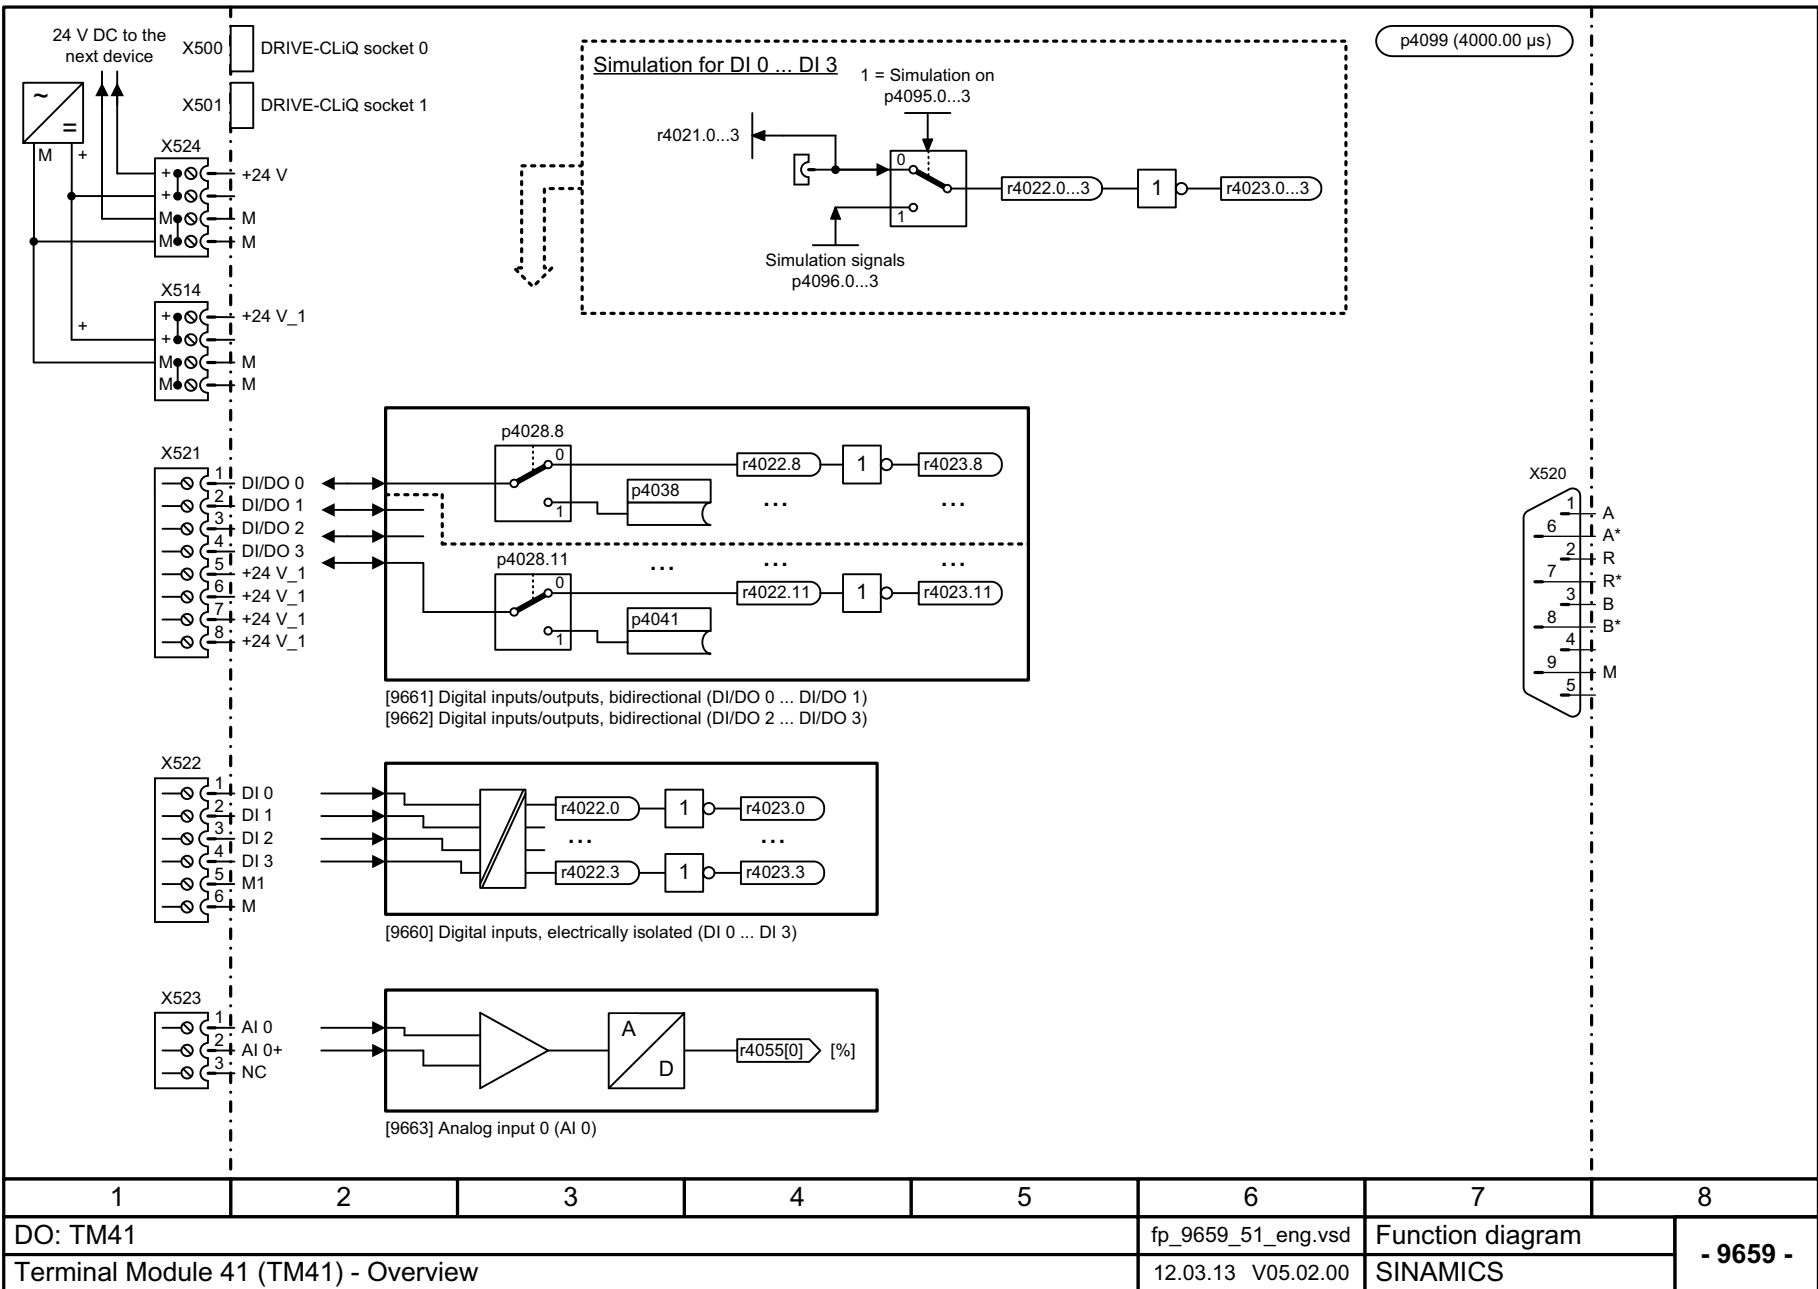 24 V DC to the
next device
X500
DRIVE-CLiQ socket 0
X501
DRIVE-CLiQ socket 1
~
=
M
+
X524
+
+24 V
+
M
M
M
M
X514
+
+
+24 V_1
+
M
M
M
M
Simulation for DI 0 ... DI 3
1 = Simulation on
p4095.0...3
r4021.0...3
0
1
r4022.0...3
1
r4023.0...3
Simulation signals
p4096.0...3
p4099 (4000.00 µs)
X521
1
DI/DO 0
2
DI/DO 1
3
DI/DO 2
4
DI/DO 3
5
+24 V_1
6
+24 V_1
7
+24 V_1
8
+24 V_1
p4028.8
0
1
r4022.8
1
r4023.8
p4038
...
...
p4028.11
...
...
...
0
1
r4022.11
1
r4023.11
p4041
[9661] Digital inputs/outputs, bidirectional (DI/DO 0 ... DI/DO 1)
[9662] Digital inputs/outputs, bidirectional (DI/DO 2 ... DI/DO 3)
X520
1
A
6
A*
2
R
7
R*
3
B
8
B*
4
9
M
5
X522
1
DI 0
2
DI 1
3
DI 2
4
DI 3
5
M1
6
M
r4022.0
1
r4023.0
...
...
r4022.3
1
r4023.3
[9660] Digital inputs, electrically isolated (DI 0 ... DI 3)
X523
1
AI 0
2
AI 0+
3
NC
A
D
r4055[0]
[%]
[9663] Analog input 0 (AI 0)
1 2 3 4 5 6 7 8
DO: TM41
fp_9659_51_eng.vsd
Function diagram
- 9659 -
Terminal Module 41 (TM41) - Overview
12.03.13 V05.02.00
SINAMICS